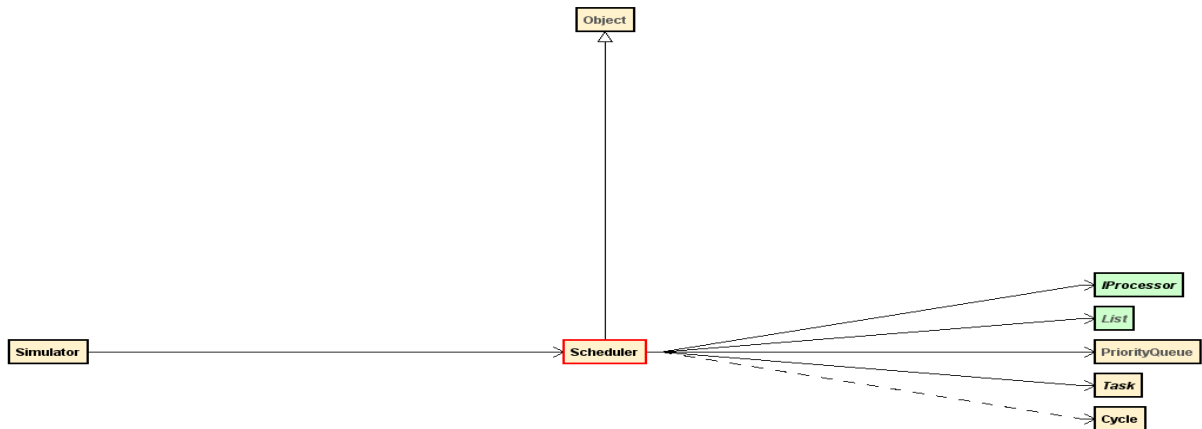 Object
IProcessor
List
Simulator
Scheduler
PriorityQueue
Task
Cycle